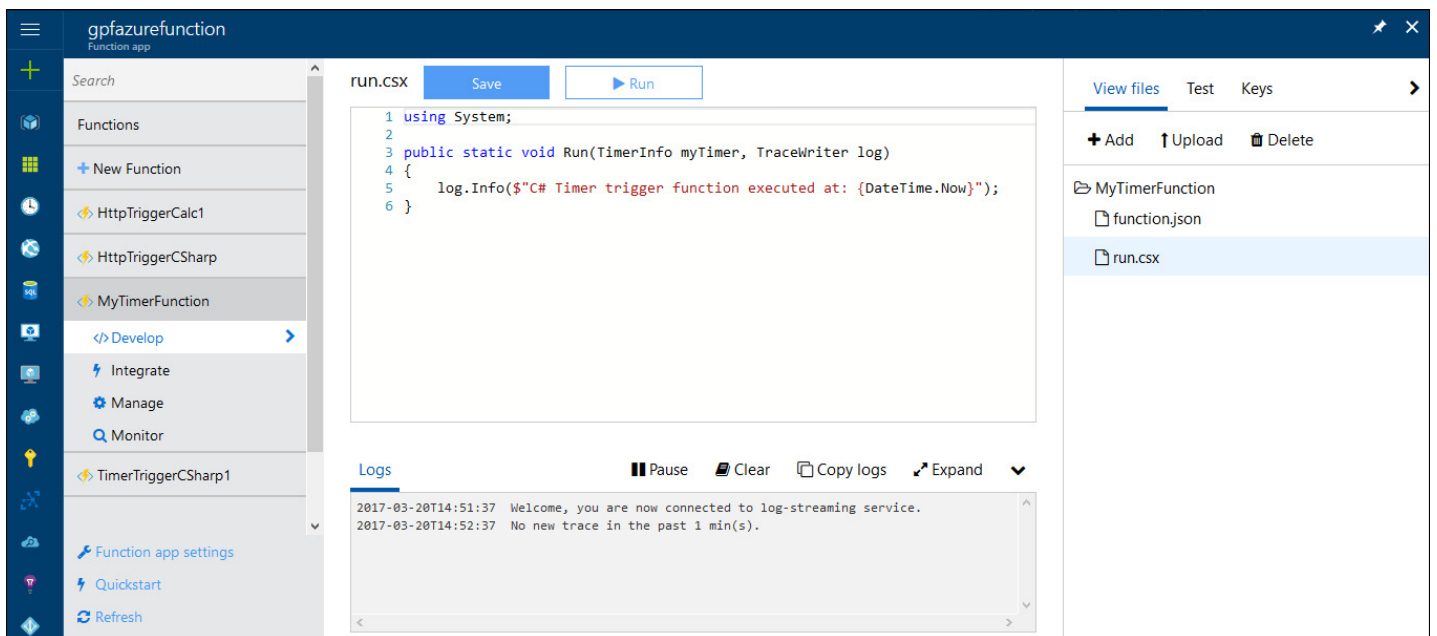 gpfazurefunction
Function app
Search
Functions
New Function
HttpTriggerCalc1
HttpTriggerCSharp
MyTimerFunction
</> Develop
Integrate
Manage
Monitor
TimerTriggerCSharp1
Function app settings
Quickstart
Refresh
run.csx Save Run
1 using System;
2
3 public static void Run(TimerInfo myTimer, TraceWriter log)
4 {
5 log.Info($"C# Timer trigger function executed at: {DateTime.Now}");
6 }
Logs Pause Clear Copy logs Expand
2017-03-20T14:51:37 Welcome, you are now connected to log-streaming service.
2017-03-20T14:52:37 No new trace in the past 1 min(s).
View files Test Keys
Add Upload Delete
MyTimerFunction
function.json
run.csx
SQL